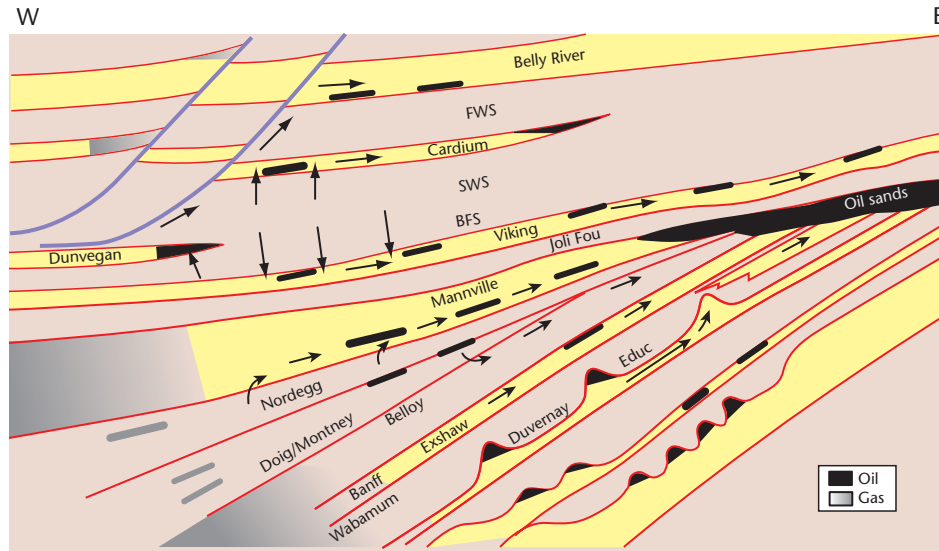 W
E
Belly River
FWS
Cardium
SWS
BFS
Viking
Oil sands
Joli Fou
Dunvegan
Mannville
Nordegg
Educ
Belloy
Doig/Montney
Exshaw
Duvernay
Banff
Wabamum
Oil
Gas